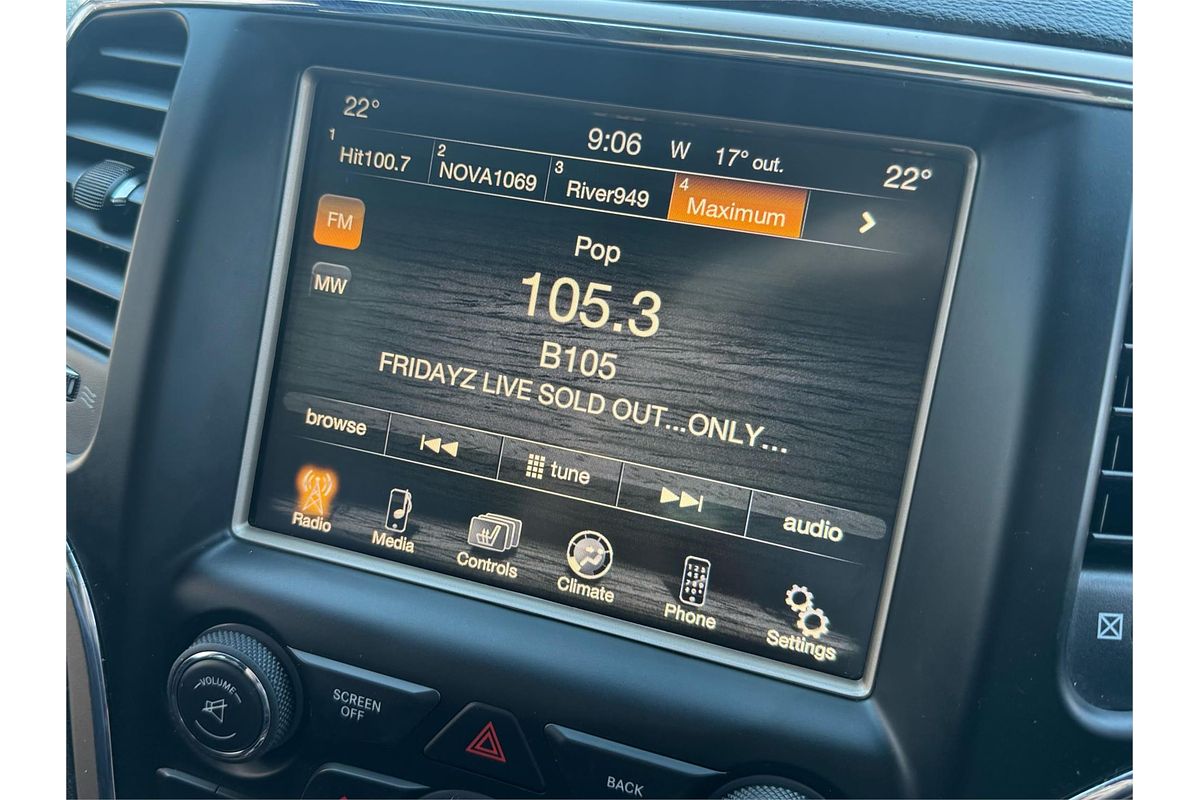 22°
9:06 W 17° out.
22°
1 Hit100.7
2 NOVA1069
3 River949
4 Maximum
FM
MW
Pop
105.3
B105
FRIDAYZ LIVE SOLD OUT...ONLY...
browse
tune
audio
Radio
Media
Controls
Climate
Phone
Settings
VOLUME
SCREEN
OFF
BACK